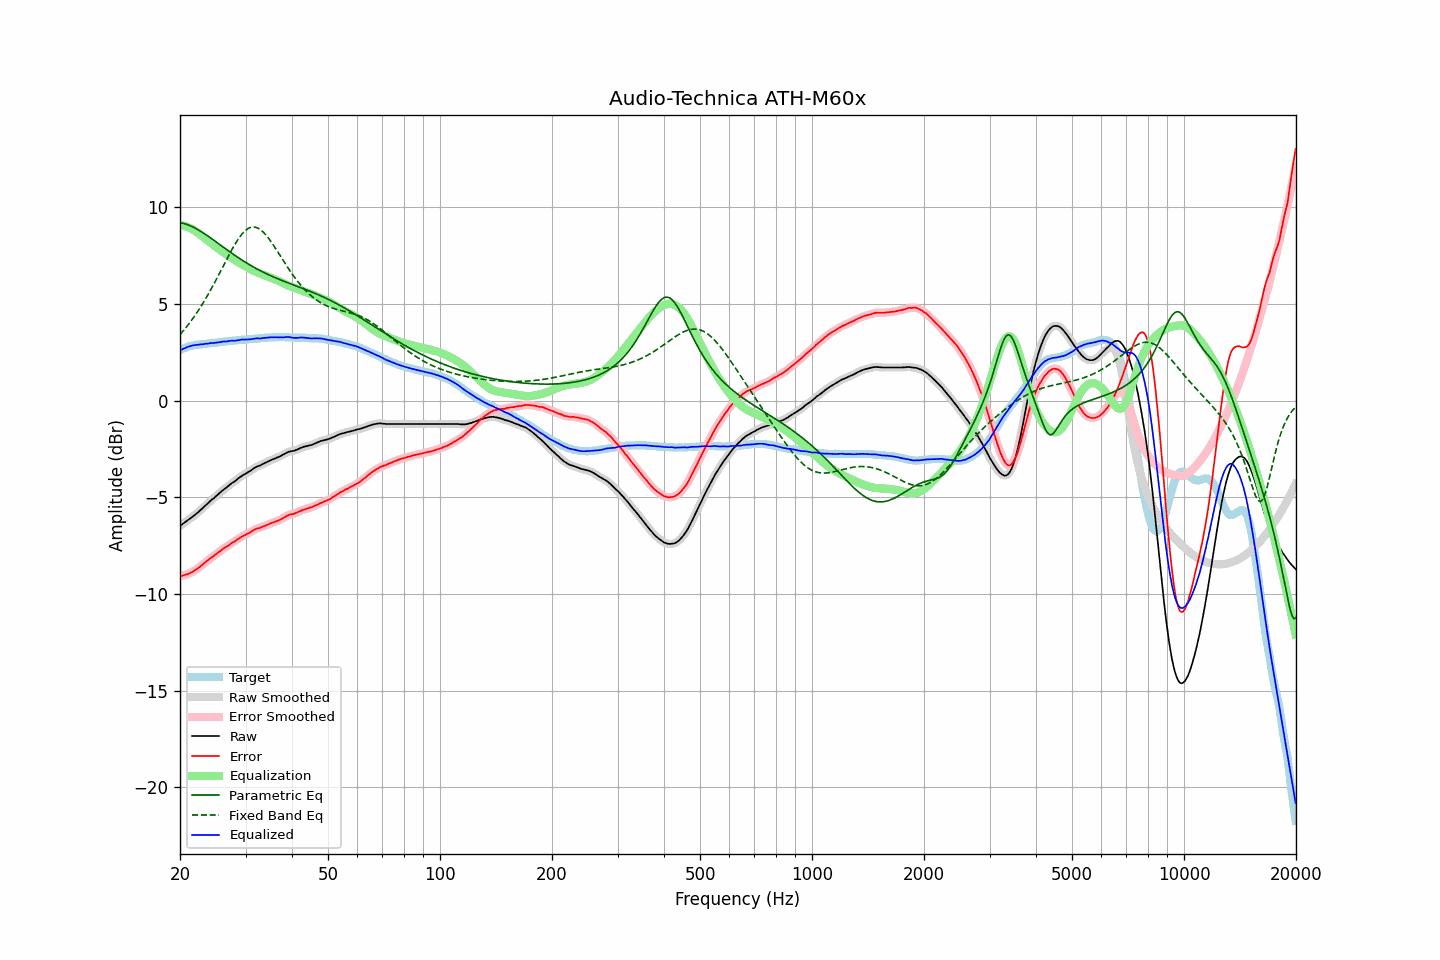 Audio-Technica ATH-M60x
Amplitude (dBr)
10
5
0
−5
−10
−15
−20
Target
Raw Smoothed
Error Smoothed
Raw
Error
Equalization
Parametric Eq
Fixed Band Eq
Equalized
20 50 100 200 500 1000 2000 5000 10000 20000
Frequency (Hz)